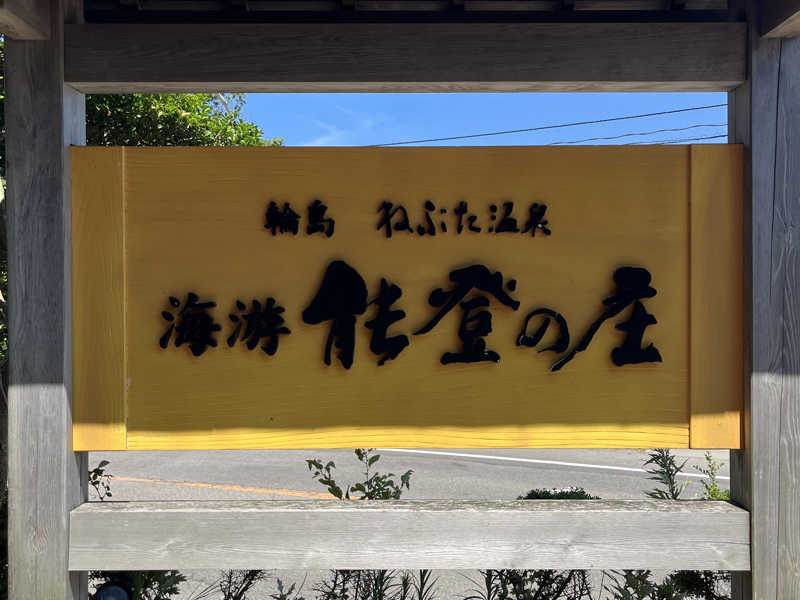 輪島 ねぶた温泉
海游 能登の庄